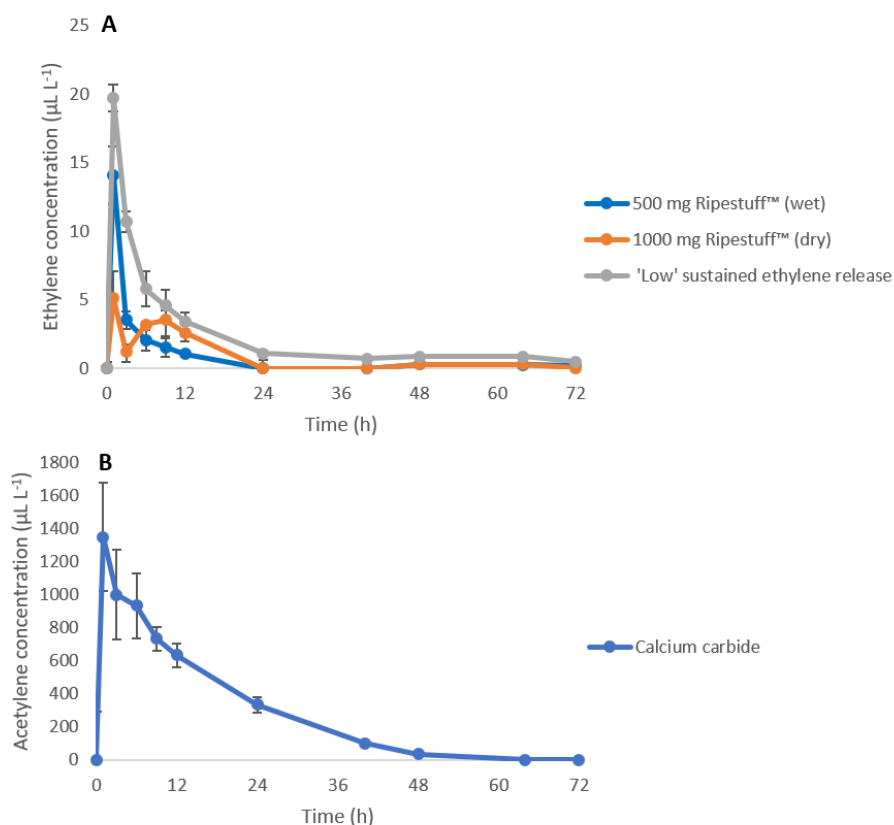 A
25
20
15
10
5
0
Ethylene concentration (µL L⁻¹)
0 12 24 36 48 60 72
Time (h)
500 mg Ripestuff™ (wet)
1000 mg Ripestuff™ (dry)
'Low' sustained ethylene release
B
1800
1600
1400
1200
1000
800
600
400
200
0
Acetylene concentration (µL L⁻¹)
0 12 24 36 48 60 72
Time (h)
Calcium carbide